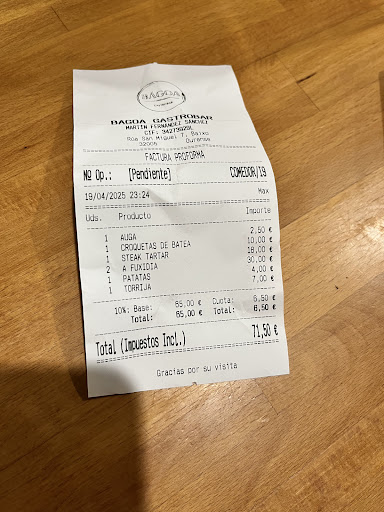 BAGOA
BAGOA GASTROBAR
MARTIN FERNANDEZ SANCHEZ
CIF: 34273628L
Rúa San Miguel 7, Baixo
32005 Ourense
FACTURA PROFORMA
Nº Op.: [Pendiente] COMEDOR/19
19/04/2025 23:24 Max
Uds. Producto Importe
1 AUGA 2,50 €
1 CROQUETAS DE BATEA 10,00 €
1 STEAK TARTAR 18,00 €
2 A FUXIDIA 30,00 €
1 PATATAS 4,00 €
1 TORRIJA 7,00 €
10%: Base: 65,00 € Cuota: 6,50 €
Total: 65,00 € Total: 6,50 €
Total (Impuestos Incl.) 71,50 €
Gracias por su visita